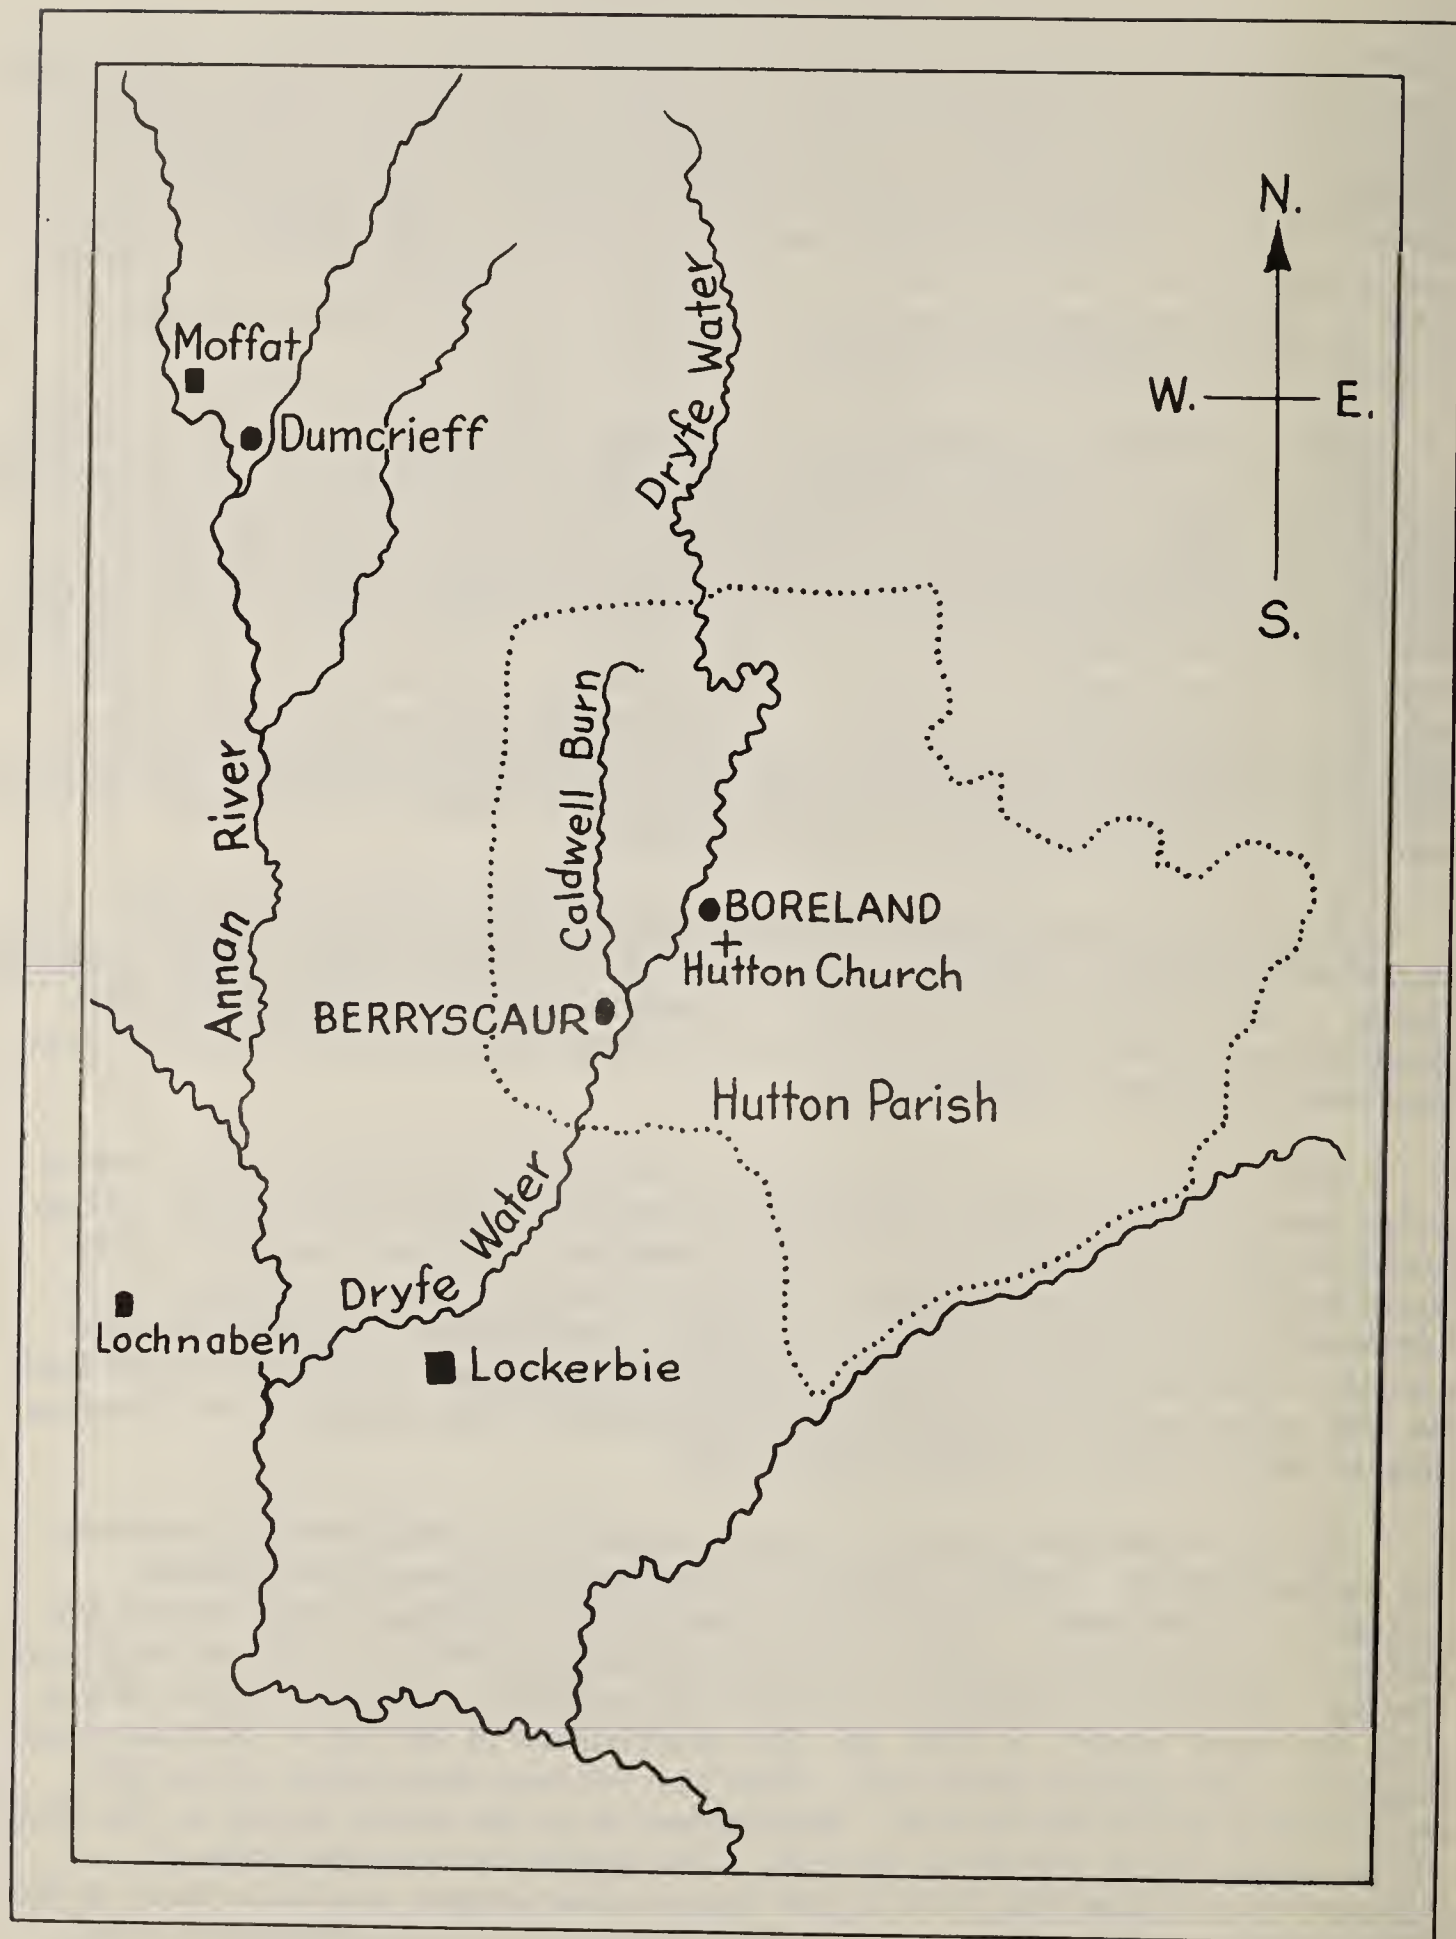 N.
Dryfe Water
Moffat
W.
E.
Dumcrieff
S.
Caldwell Burn
Annan River
BORELAND
Hutton Church
BERRYSCAUR
Hutton Parish
Dryfe Water
Lochnaben
Lockerbie